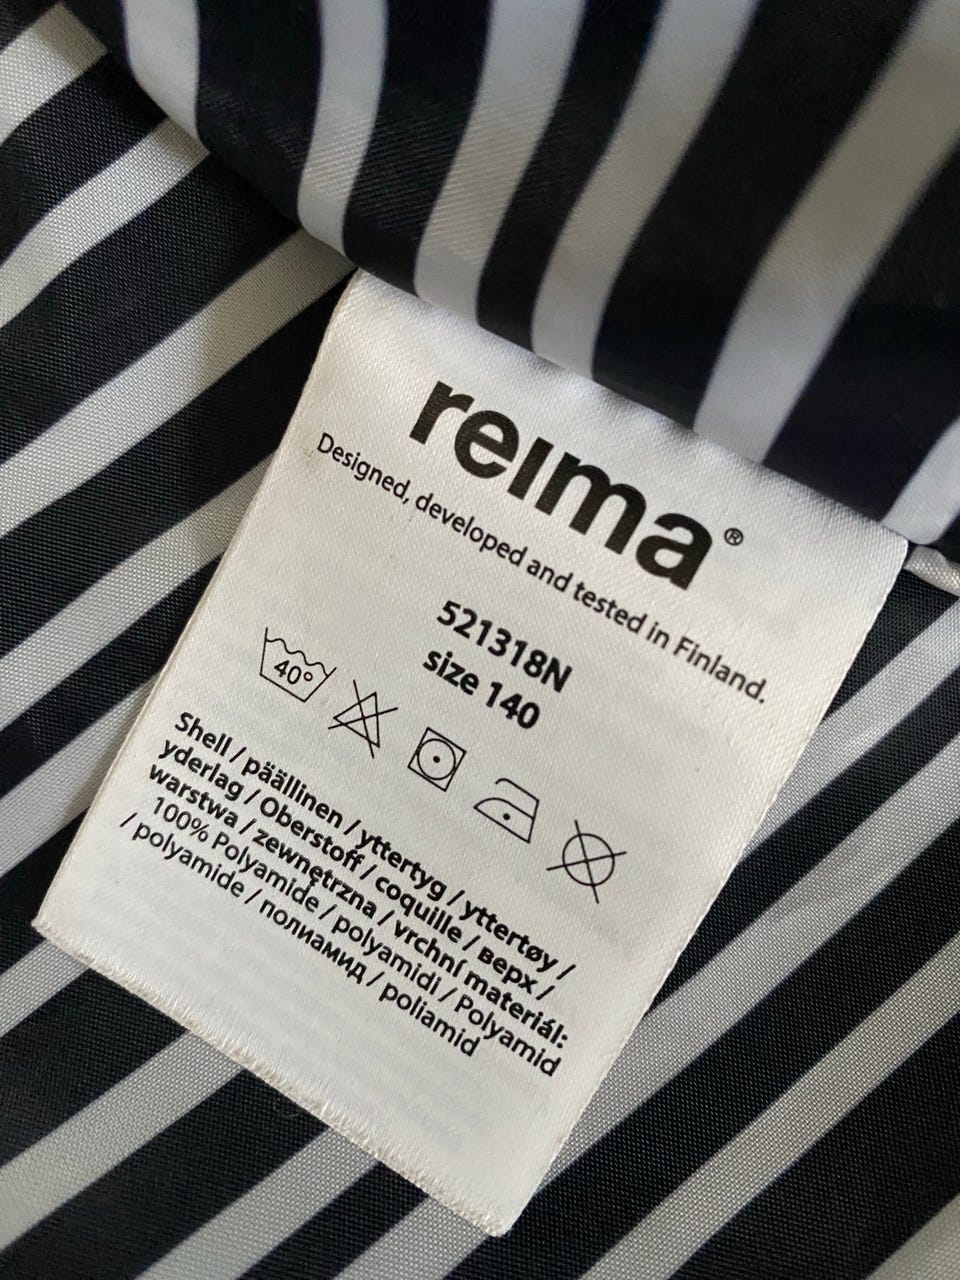 reima®
Designed, developed and tested in Finland.
521318N
size 140
40°
Shell / päällinen / yttertyg / yttertøy /
yderlag / Oberstoff / coquille / верх /
warstwa / zewnętrzna / vrchní materiál:
100% Polyamide / polyamidi / Polyamid
/ polyamide / полиамид / poliamid